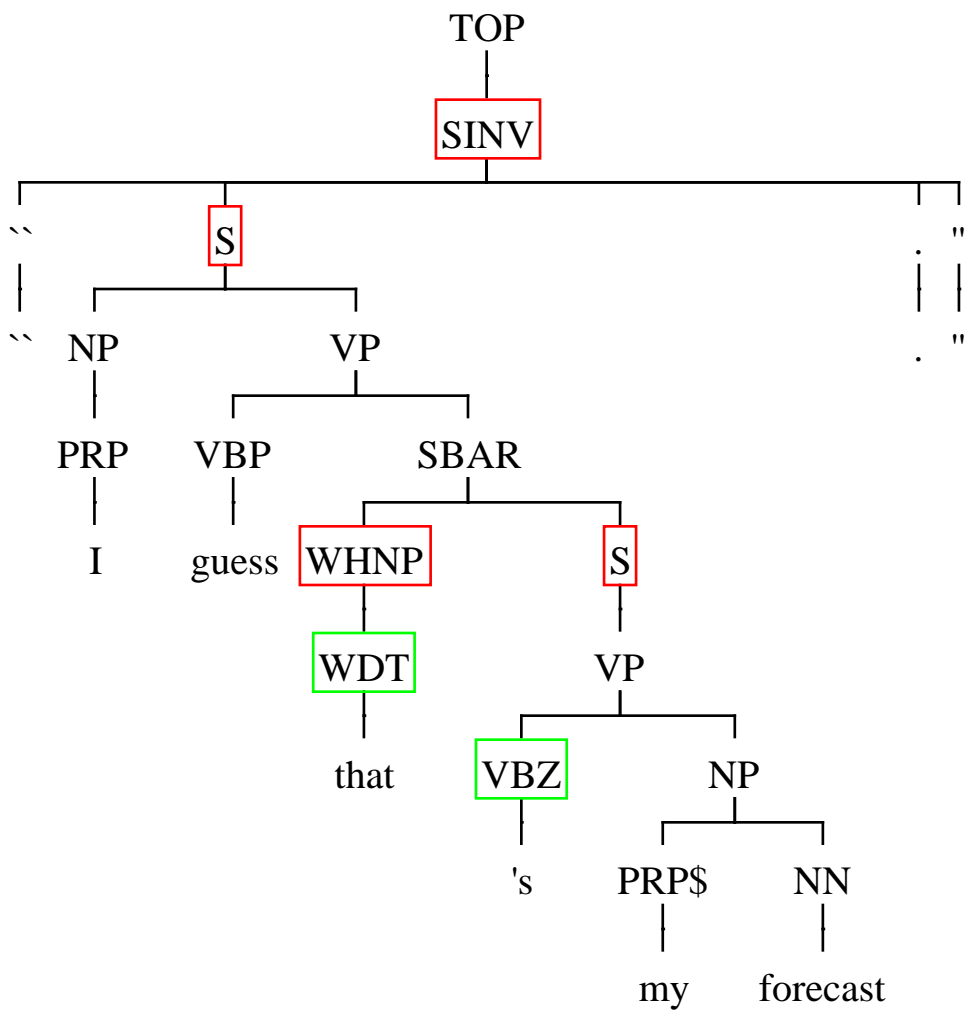 TOP
SINV
`` S . "
`` NP VP . "
PRP VBP SBAR
I guess WHNP S
WDT VP
that VBZ NP
's PRP$ NN
my forecast